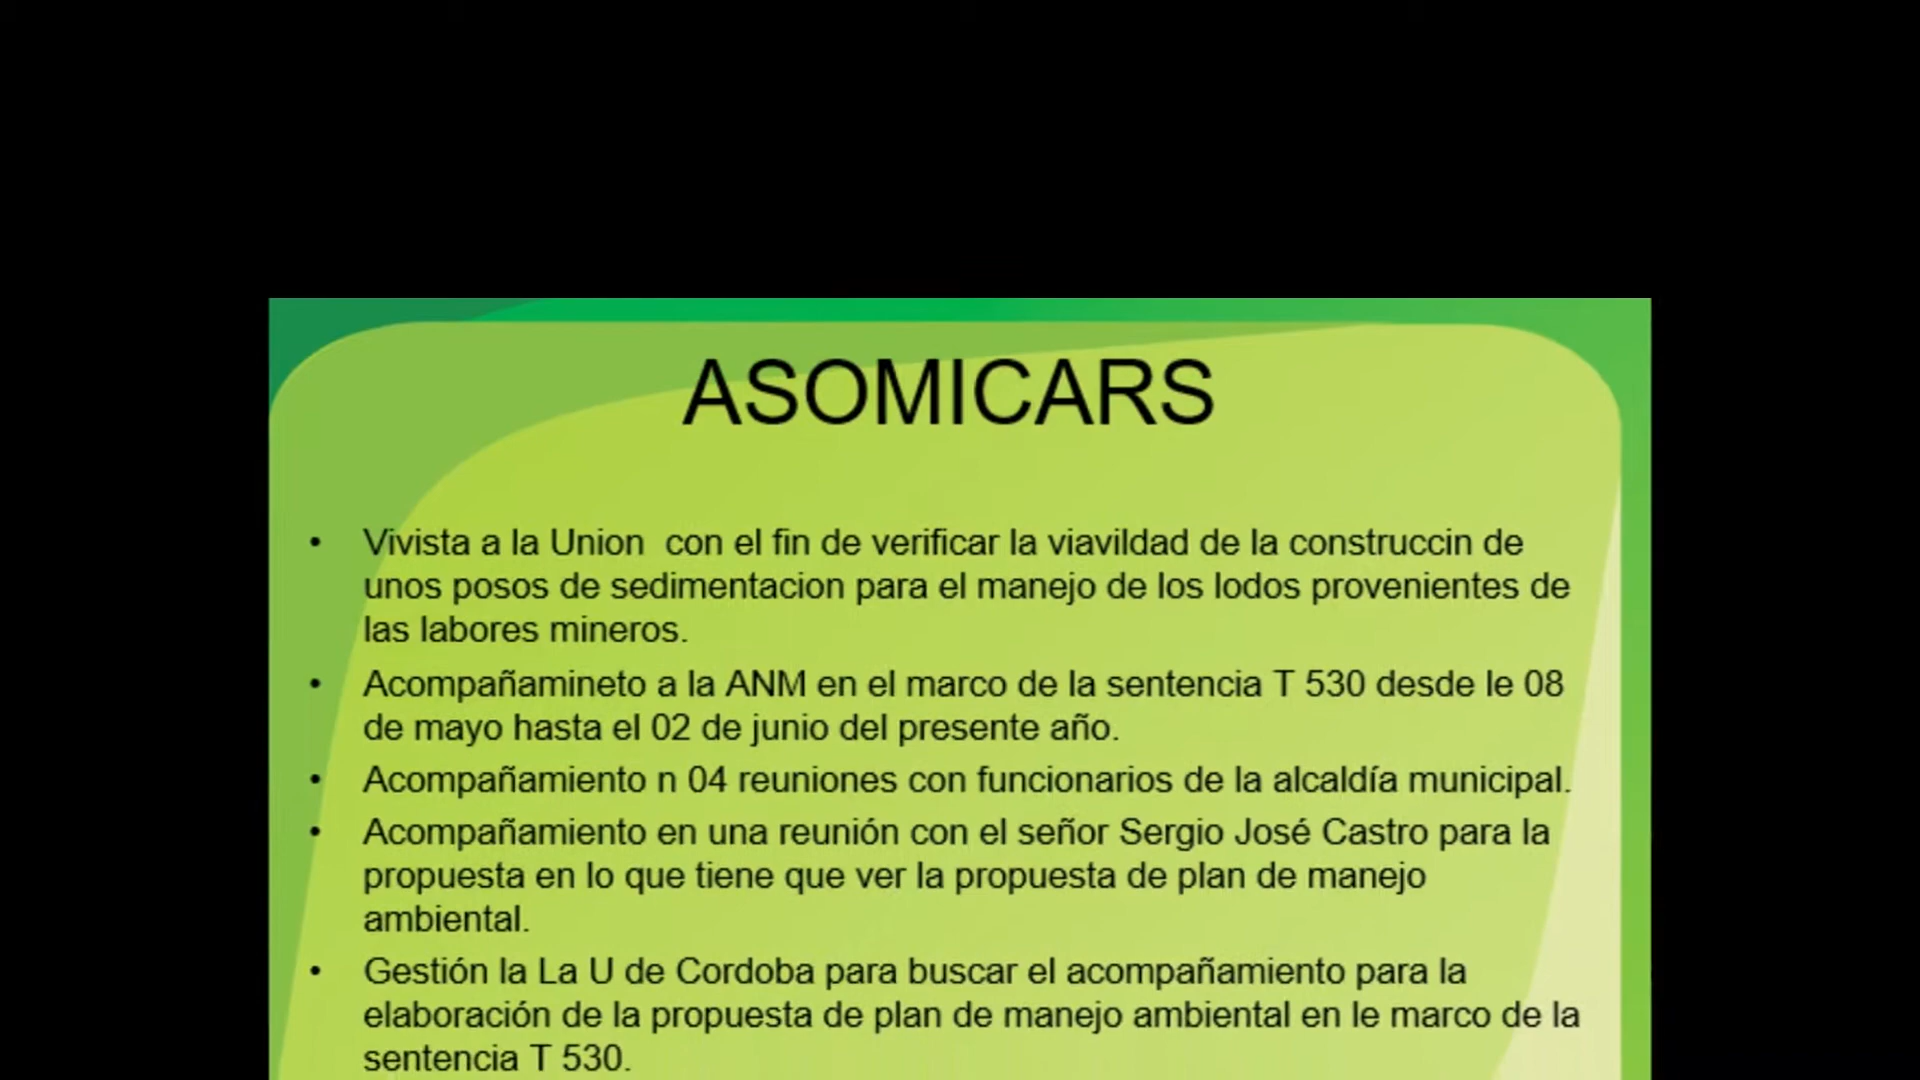 ASOMICARS
• Vivista a la Union  con el fin de verificar la viavildad de la construccin de
unos posos de sedimentacion para el manejo de los lodos provenientes de
las labores mineros.
• Acompañamineto a la ANM en el marco de la sentencia T 530 desde le 08
de mayo hasta el 02 de junio del presente año.
• Acompañamiento n 04 reuniones con funcionarios de la alcaldía municipal.
• Acompañamiento en una reunión con el señor Sergio José Castro para la
propuesta en lo que tiene que ver la propuesta de plan de manejo
ambiental.
• Gestión la La U de Cordoba para buscar el acompañamiento para la
elaboración de la propuesta de plan de manejo ambiental en le marco de la
sentencia T 530.